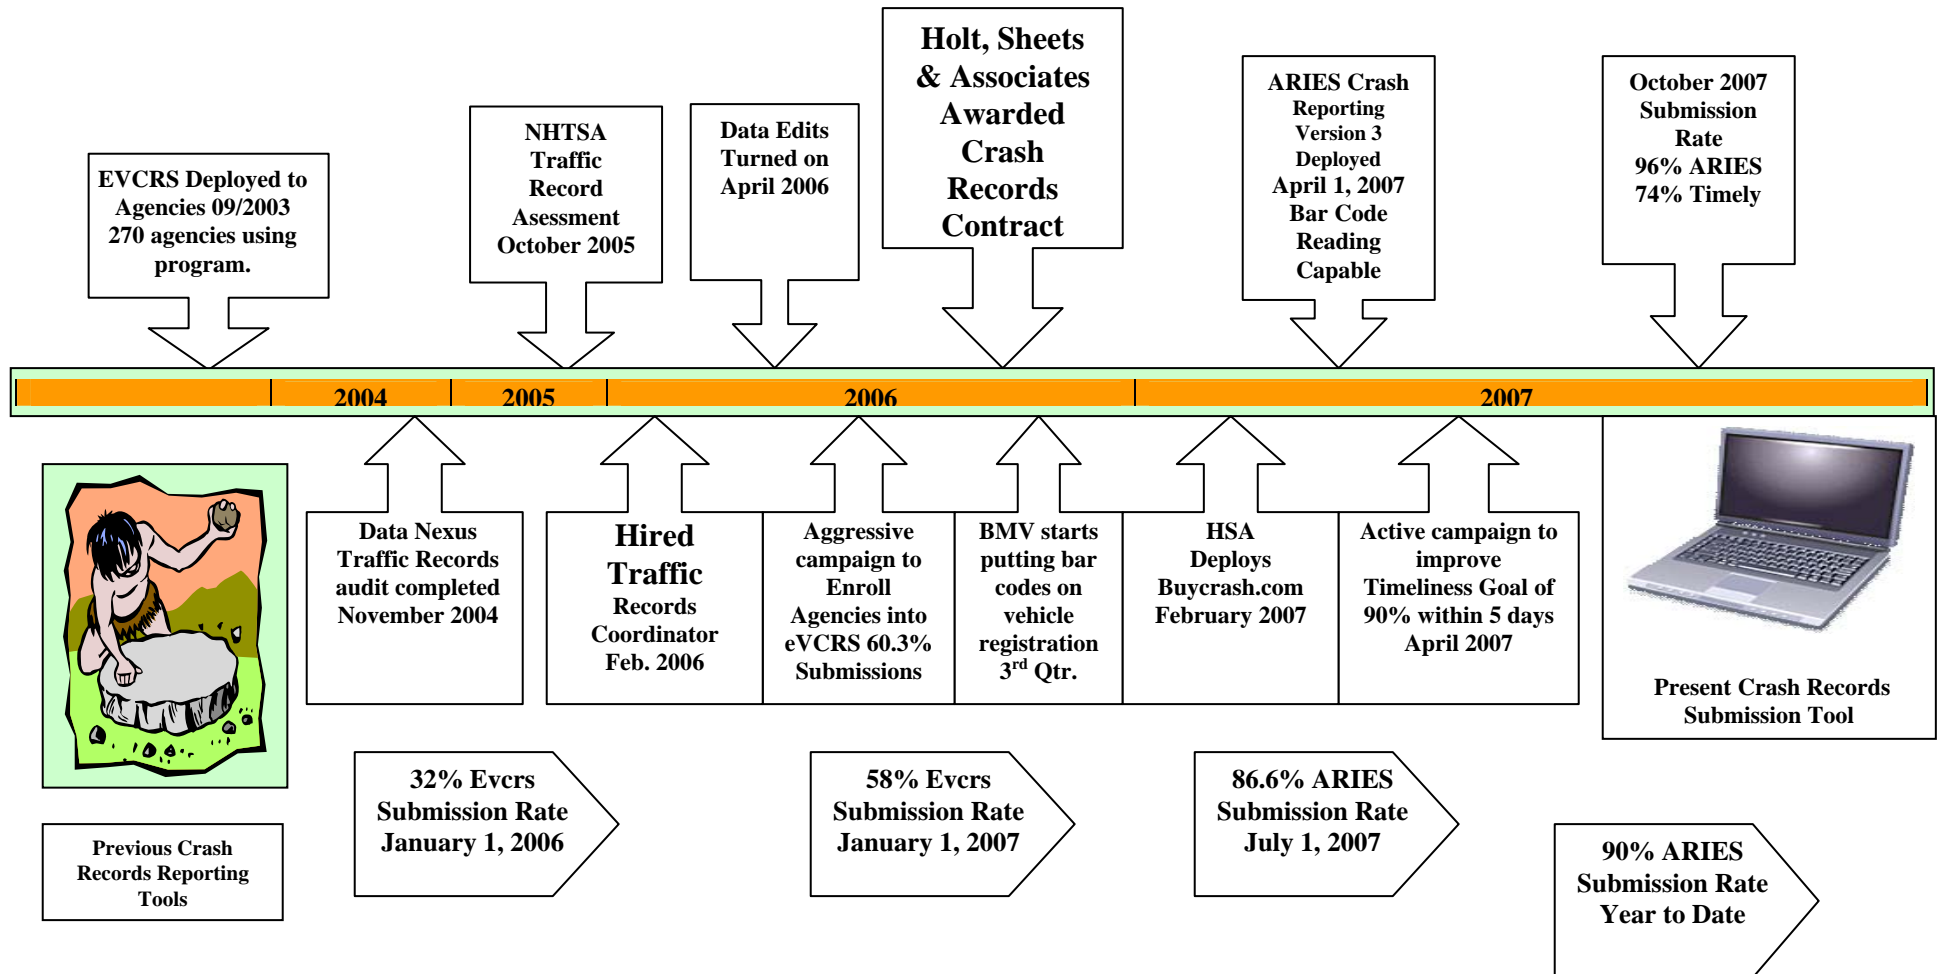 EVCRS Deployed to
Agencies 09/2003
270 agencies using
program.
NHTSA
Traffic
Record
Asessment
October 2005
Data Edits
Turned on
April 2006
Holt, Sheets
& Associates
Awarded
Crash
Records
Contract
ARIES Crash
Reporting
Version 3
Deployed
April 1, 2007
Bar Code
Reading
Capable
October 2007
Submission
Rate
96% ARIES
74% Timely
2004
2005
2006
2007
Data Nexus
Traffic Records
audit completed
November 2004
Hired
Traffic
Records
Coordinator
Feb. 2006
Aggressive
campaign to
Enroll
Agencies into
eVCRS 60.3%
Submissions
BMV starts
putting bar
codes on
vehicle
registration
3rd Qtr.
HSA
Deploys
Buycrash.com
February 2007
Active campaign to
improve
Timeliness Goal of
90% within 5 days
April 2007
Present Crash Records
Submission Tool
Previous Crash
Records Reporting
Tools
32% Evcrs
Submission Rate
January 1, 2006
58% Evcrs
Submission Rate
January 1, 2007
86.6% ARIES
Submission Rate
July 1, 2007
90% ARIES
Submission Rate
Year to Date